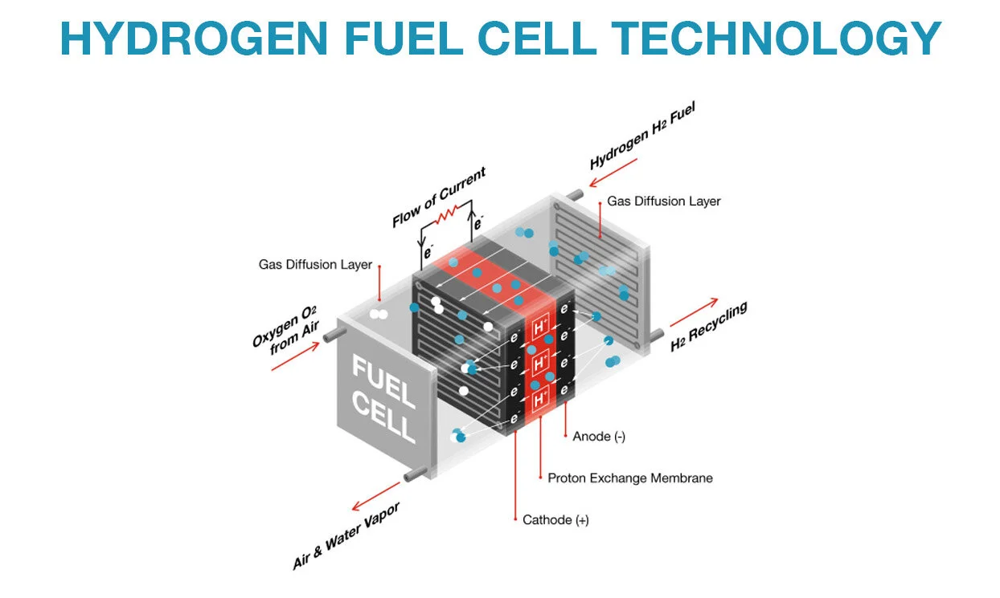 HYDROGEN FUEL CELL TECHNOLOGY
Hydrogen H2 Fuel
Flow of Current
Gas Diffusion Layer
e-
e-
Gas Diffusion Layer
Oxygen O2
from Air
H2 Recycling
FUEL
CELL
e-
e-
e-
e-
H+
H+
H+
e-
e-
e-
e-
Anode (-)
Proton Exchange Membrane
Cathode (+)
Air & Water Vapor